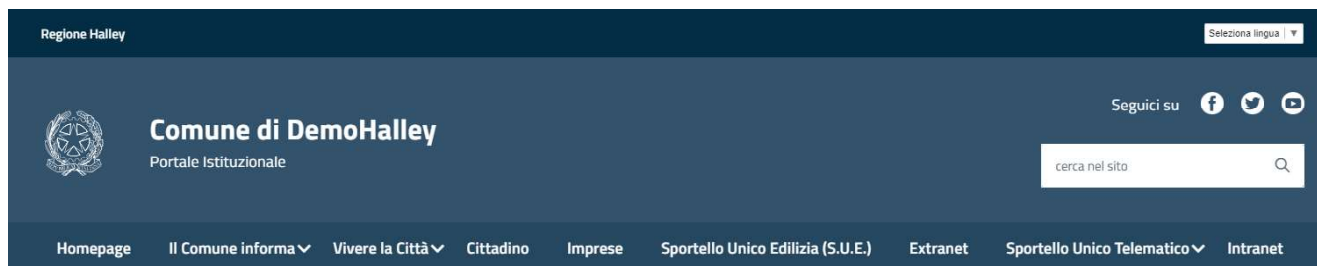 Regione Halley
Seleziona lingua ▼
Seguici su
Comune di DemoHalley
Portale Istituzionale
cerca nel sito
Homepage Il Comune informa Vivere la Città Cittadino Imprese Sportello Unico Edilizia (S.U.E.) Extranet Sportello Unico Telematico Intranet